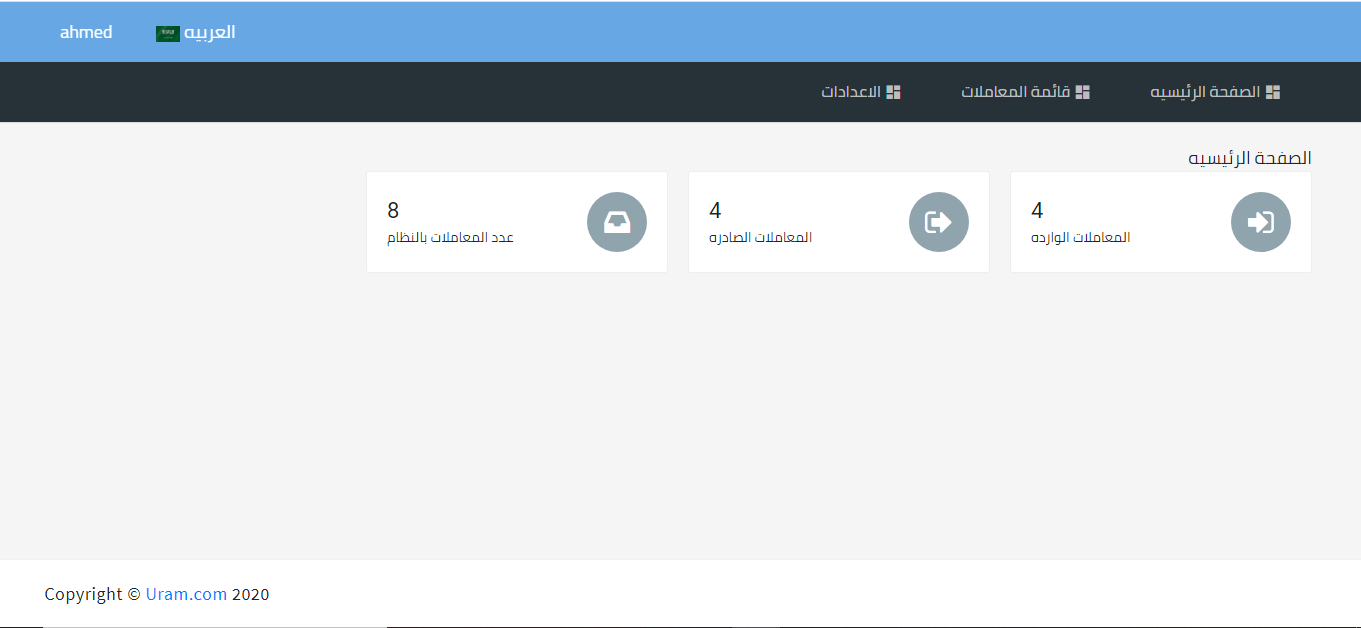 العربيه
ahmed
الصفحة الرئيسيه
قائمة المعاملات
الاعدادات
الصفحة الرئيسيه
4
المعاملات الوارده
4
المعاملات الصادره
8
عدد المعاملات بالنظام
Copyright © Uram.com 2020